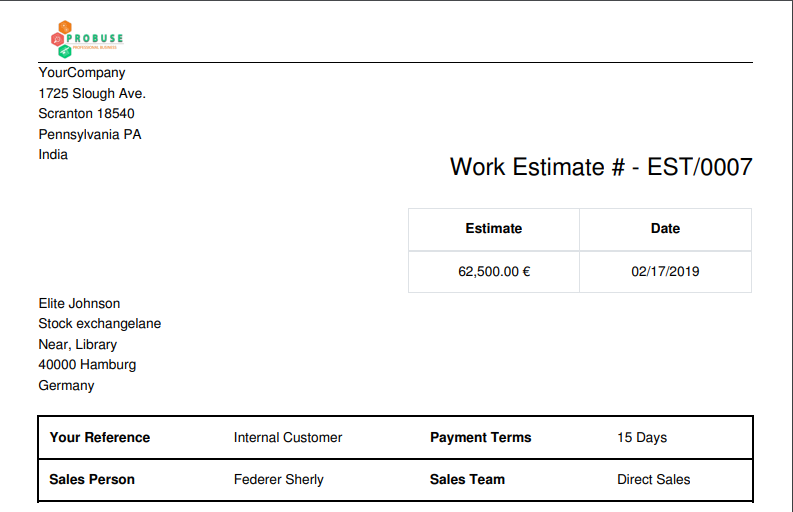 PROBUSE
PROFESSIONAL BUSINESS
YourCompany
1725 Slough Ave.
Scranton 18540
Pennsylvania PA
India
Work Estimate # - EST/0007
Estimate Date
62,500.00 € 02/17/2019
Elite Johnson
Stock exchangelane
Near, Library
40000 Hamburg
Germany
Your Reference Internal Customer Payment Terms 15 Days
Sales Person Federer Sherly Sales Team Direct Sales